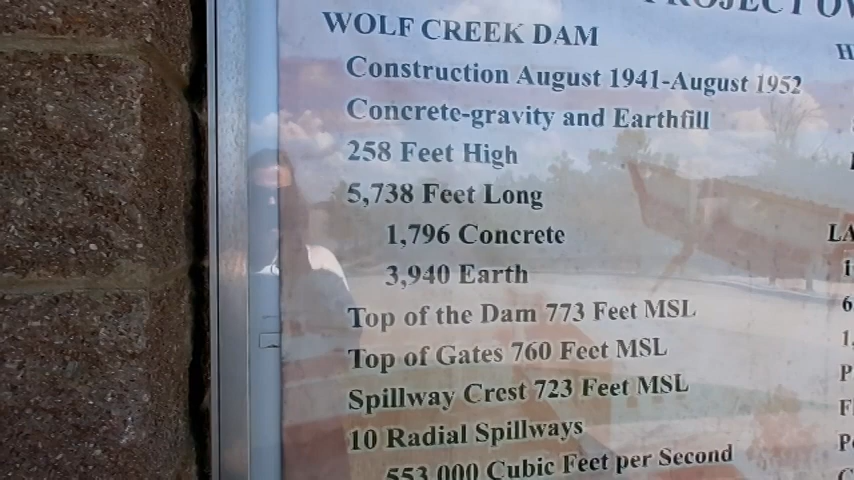 PROJECT
WOLF CREEK DAM
Construction August 1941-August 1952
Concrete-gravity and Earthfill
258 Feet High
5,738 Feet Long
1,796 Concrete
3,940 Earth
Top of the Dam 773 Feet MSL
Top of Gates 760 Feet MSL
Spillway Crest 723 Feet MSL
10 Radial Spillways
553,000 Cubic Feet per Second